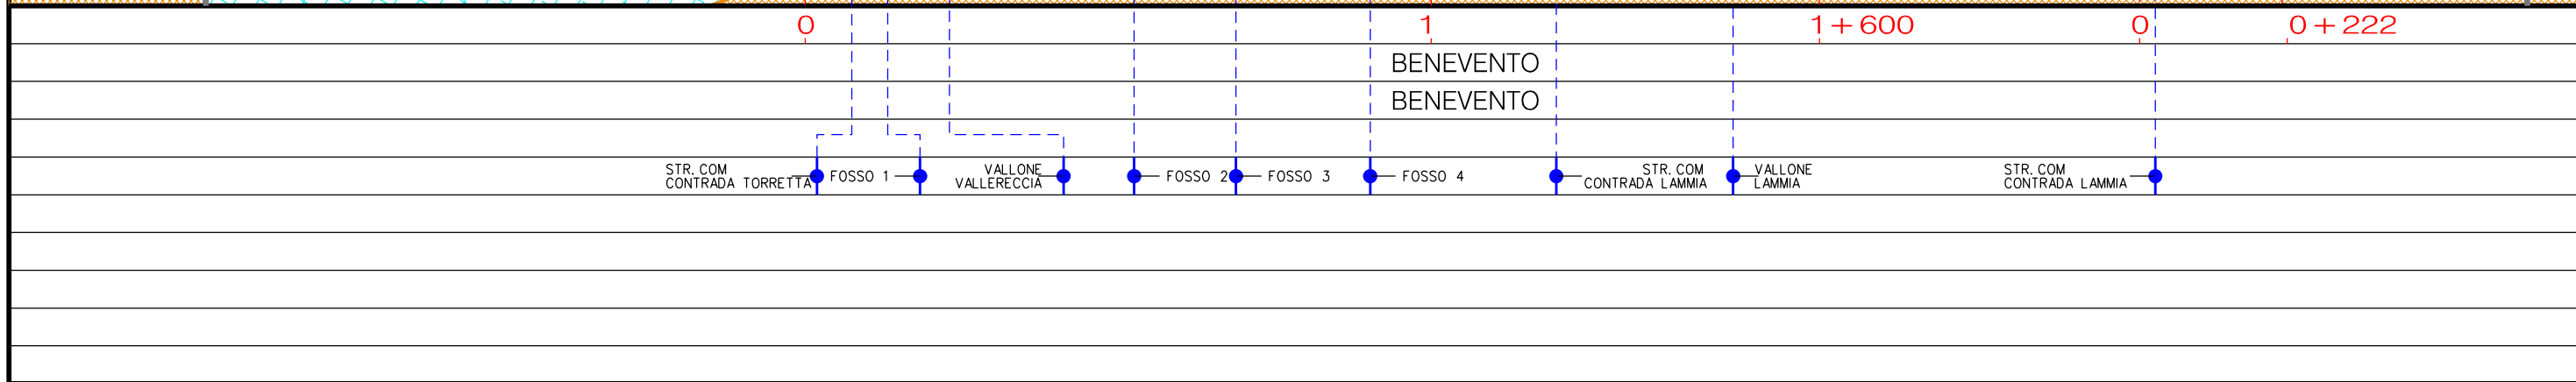 0 1 1+600 0 0+222
BENEVENTO
BENEVENTO
STR. COM
CONTRADA TORRETTA
FOSSO 1
VALLONE
VALLERECCIA
FOSSO 2
FOSSO 3
FOSSO 4
STR. COM
CONTRADA LAMMIA
VALLONE
LAMMIA
STR. COM
CONTRADA LAMMIA